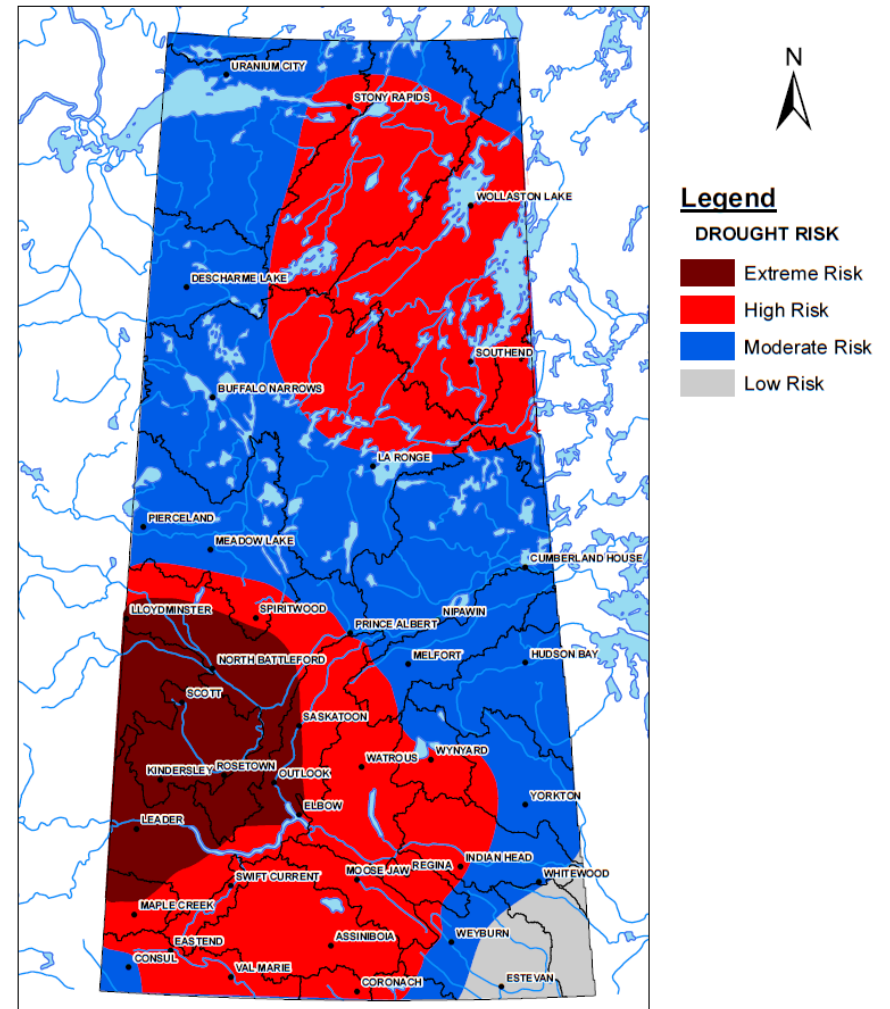 URANIUM CITY
STONY RAPIDS
WOLLASTON LAKE
DESCHARME LAKE
SOUTHEND
BUFFALO NARROWS
LA RONGE
PIERCELAND
MEADOW LAKE
CUMBERLAND HOUSE
LLOYDMINSTER
SPIRITWOOD
NIPAWIN
PRINCE ALBERT
NORTH BATTLEFORD
MELFORT
HUDSON BAY
SCOTT
SASKATOON
WATROUS
WYNYARD
KINDERSLEY
ROSETOWN
OUTLOOK
YORKTON
ELBOW
LEADER
MOOSE JAW
REGINA
INDIAN HEAD
WHITEWOOD
SWIFT CURRENT
MAPLE CREEK
EASTEND
ASSINIBOIA
WEYBURN
CONSUL
VAL MARIE
CORONACH
ESTEVAN
N
Legend
DROUGHT RISK
Extreme Risk
High Risk
Moderate Risk
Low Risk